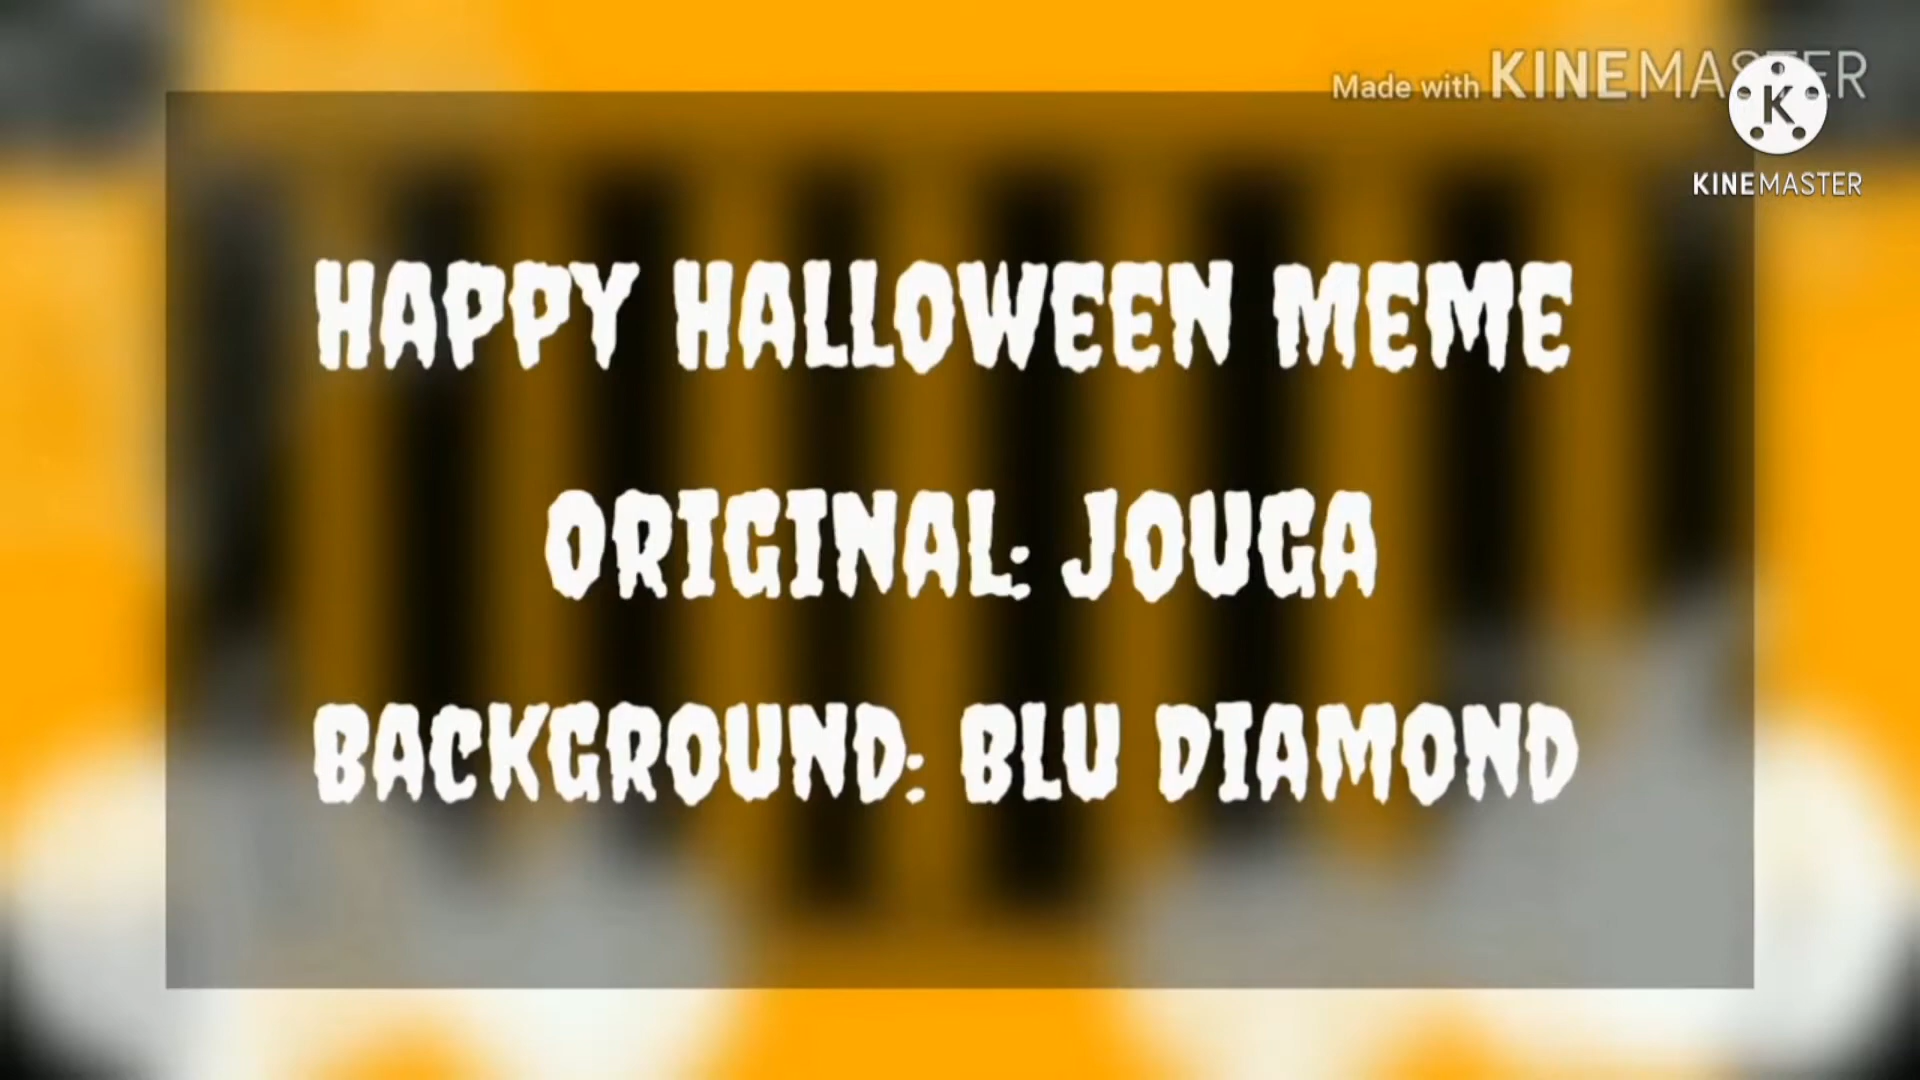 Made with KINEMASTER
K
KINEMASTER
HAPPY HALLOWEEN MEME
ORIGINAL: JOUGA
BACKGROUND: BLU DIAMOND